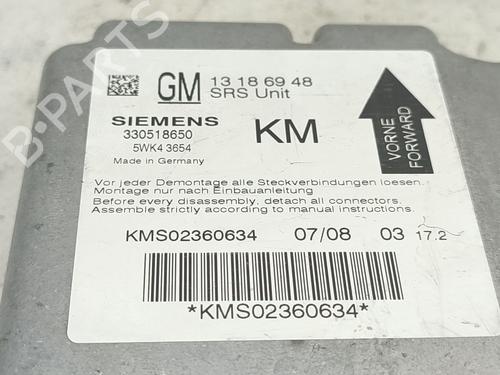 GM 13 18 69 48
SRS Unit
SIEMENS
330518650
5WK4 3654
KM
Made in Germany
VORNE
FORWARD
Vor jeder Demontage alle Steckverbindungen loesen.
Montage nur nach Einbauanleitung
Before every disassembly, detach all connectors.
Assemble strictly according to manual instructions.
KMS02360634 07/08 03 17.2
*KMS02360634*
B-PARTS